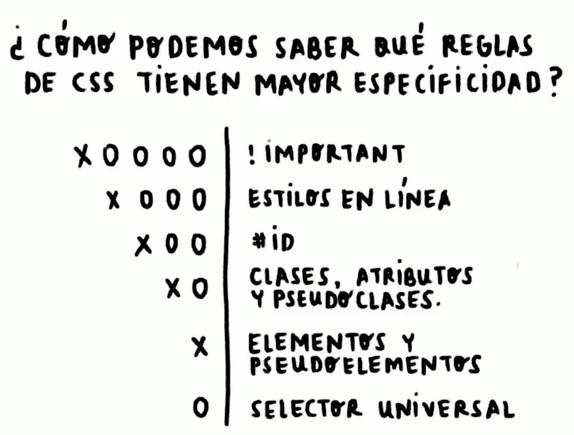 ¿CÓMO PODEMOS SABER QUÉ REGLAS
DE CSS TIENEN MAYOR ESPECÍFICIDAD?
X0000 | !IMPORTANT
X000 | ESTILOS EN LÍNEA
X00 | #ID
X0 | CLASES, ATRIBUTOS
Y PSEUDOCLASES.
X | ELEMENTOS Y
PSEUDOELEMENTOS
0 | SELECTOR UNIVERSAL